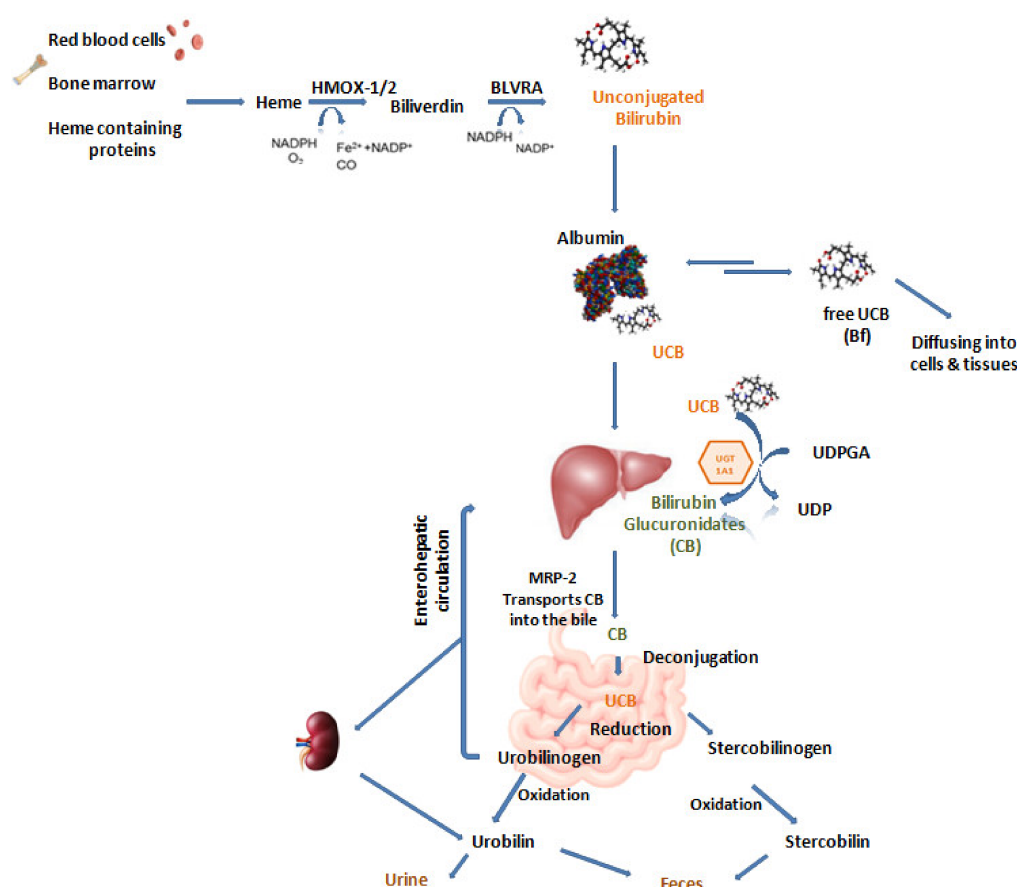 Red blood cells
Bone marrow
Heme containing
proteins
Heme
HMOX-1/2
NADPH
O₂
Fe²⁺ +NADP⁺
CO
Biliverdin
BLVRA
NADPH
NADP⁺
Unconjugated
Bilirubin
Albumin
UCB
free UCB
(Bf)
Diffusing into
cells & tissues
UCB
UGT
1A1
UDPGA
UDP
Bilirubin
Glucuronidates
(CB)
Enterohepatic
circulation
MRP-2
Transports CB
into the bile
CB
Deconjugation
UCB
Reduction
Urobilinogen
Stercobilinogen
Oxidation
Oxidation
Urobilin
Stercobilin
Urine
Feces